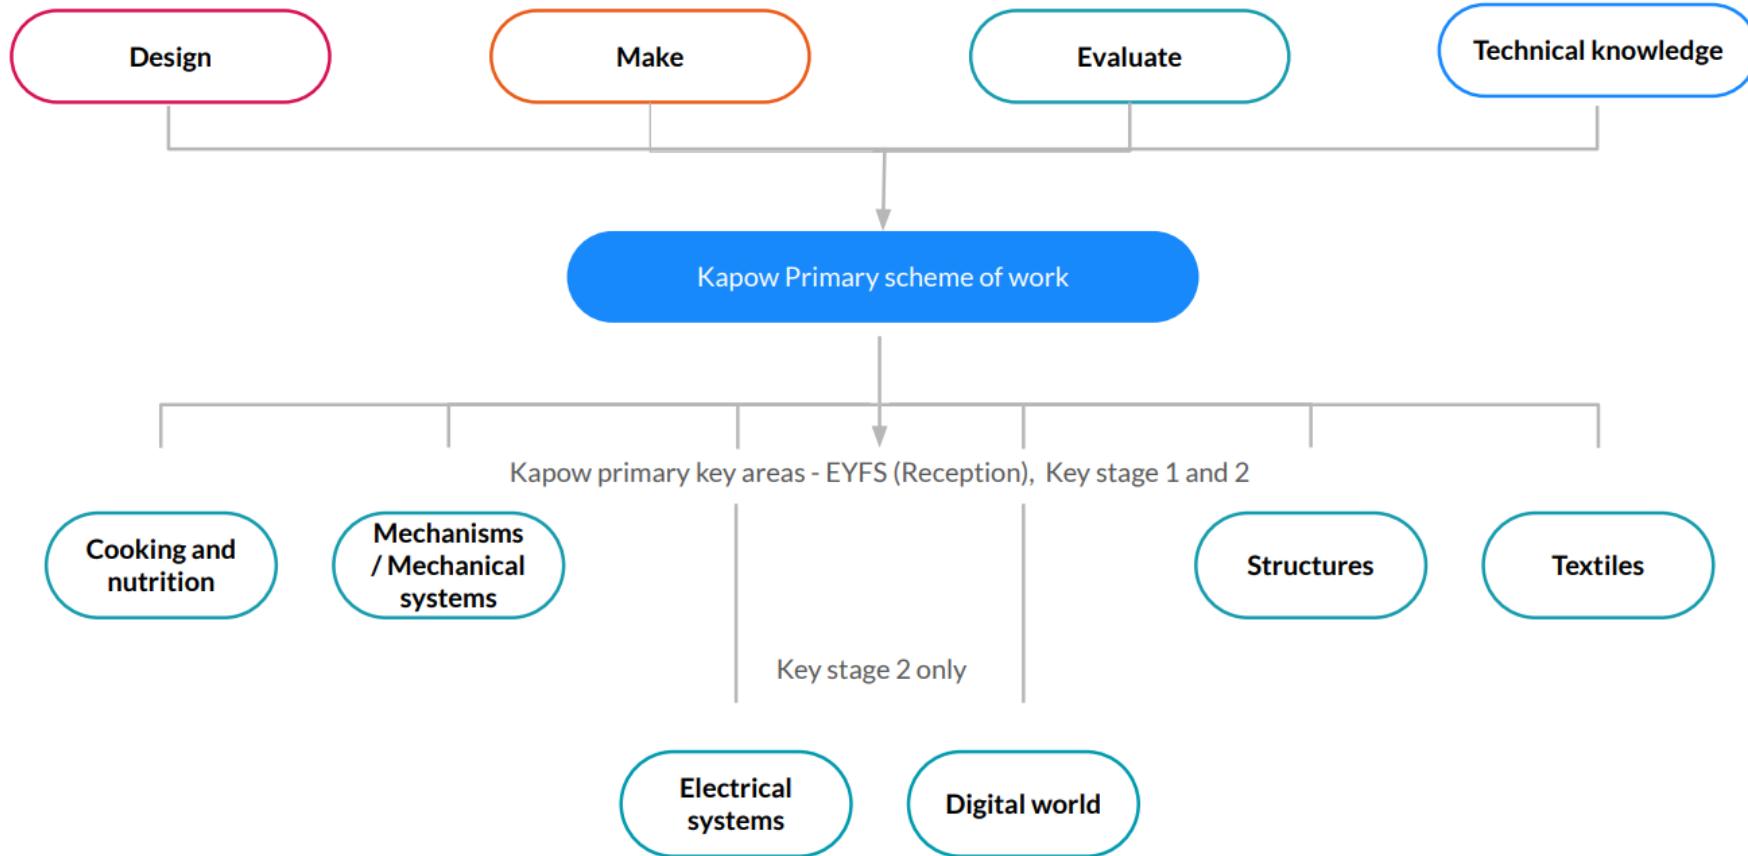 Design
Make
Evaluate
Technical knowledge
Kapow Primary scheme of work
Kapow primary key areas - EYFS (Reception), Key stage 1 and 2
Cooking and
nutrition
Mechanisms
/ Mechanical
systems
Structures
Textiles
Key stage 2 only
Electrical
systems
Digital world